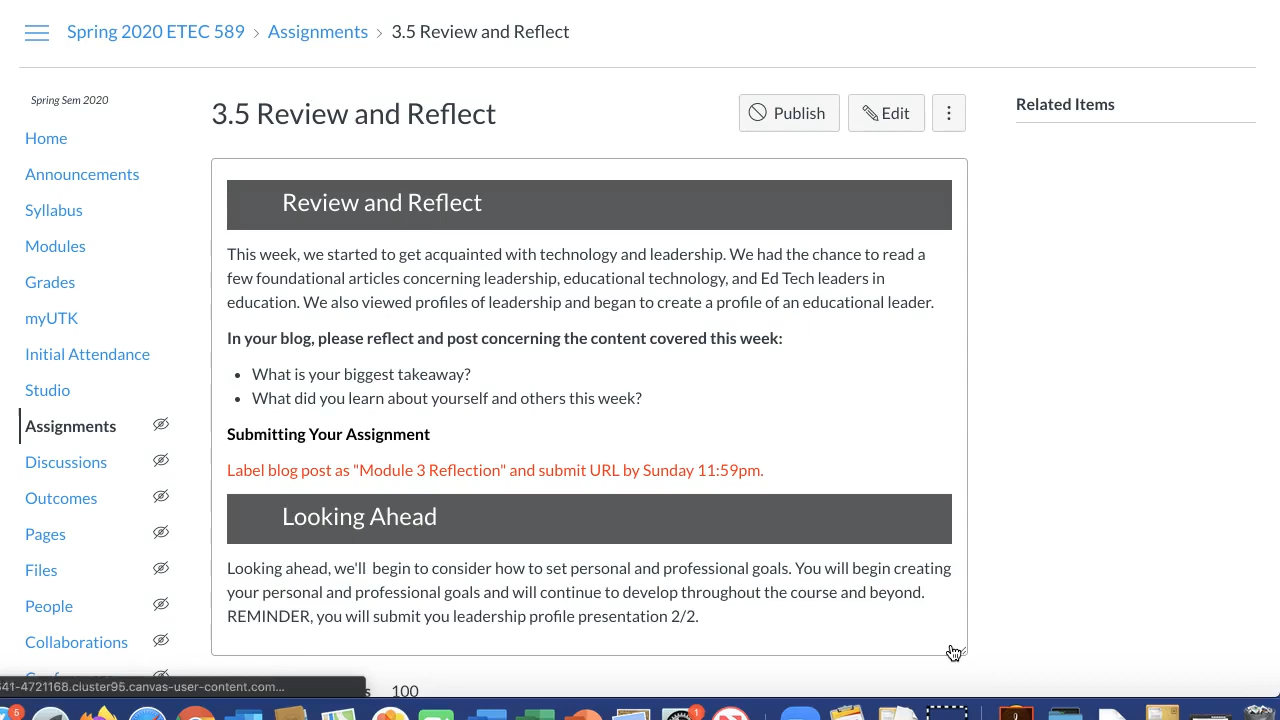 Spring 2020 ETEC 589 › Assignments › 3.5 Review and Reflect
Spring Sem 2020
Home
Announcements
Syllabus
Modules
Grades
myUTK
Initial Attendance
Studio
Assignments
Discussions
Outcomes
Pages
Files
People
Collaborations
3.5 Review and Reflect
Publish
Edit
Review and Reflect
This week, we started to get acquainted with technology and leadership. We had the chance to read a
few foundational articles concerning leadership, educational technology, and Ed Tech leaders in
education. We also viewed profiles of leadership and began to create a profile of an educational leader.
In your blog, please reflect and post concerning the content covered this week:
• What is your biggest takeaway?
• What did you learn about yourself and others this week?
Submitting Your Assignment
Label blog post as "Module 3 Reflection" and submit URL by Sunday 11:59pm.
Looking Ahead
Looking ahead, we'll  begin to consider how to set personal and professional goals. You will begin creating
your personal and professional goals and will continue to develop throughout the course and beyond.
REMINDER, you will submit you leadership profile presentation 2/2.
100
Related Items
641-4721168.cluster95.canvas-user-content.com...
5
1